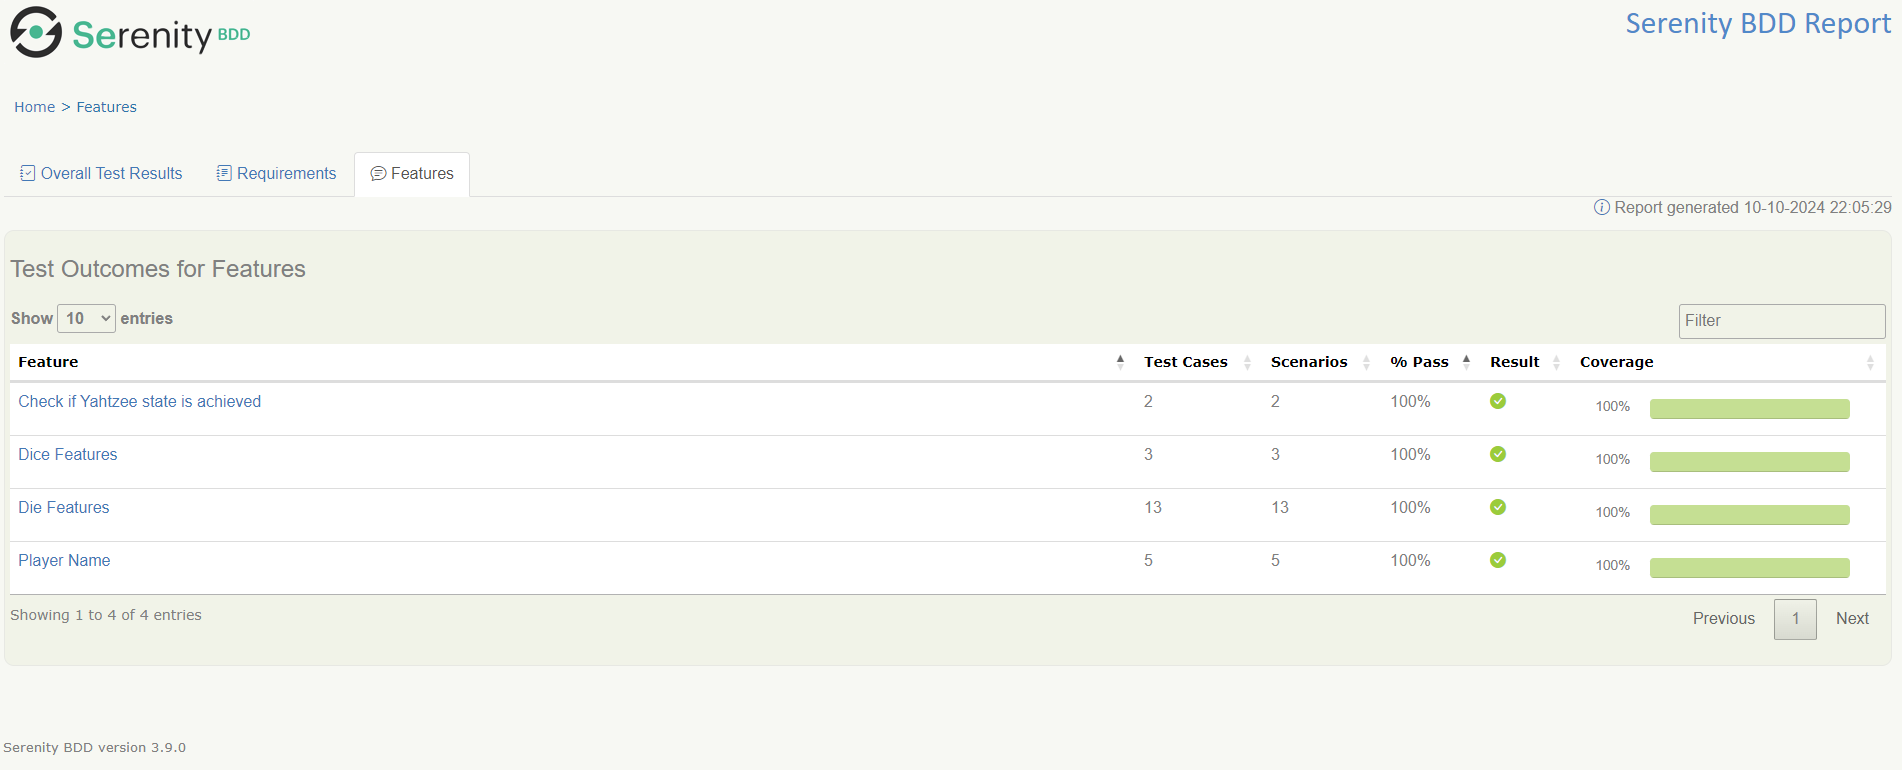 Serenity BDD
Serenity BDD Report
Home > Features
Overall Test Results Requirements Features
Report generated 10-10-2024 22:05:29
Test Outcomes for Features
Show 10 entries
Filter
Feature Test Cases Scenarios % Pass Result Coverage
Check if Yahtzee state is achieved 2 2 100% 100%
Dice Features 3 3 100% 100%
Die Features 13 13 100% 100%
Player Name 5 5 100% 100%
Showing 1 to 4 of 4 entries
Previous 1 Next
Serenity BDD version 3.9.0